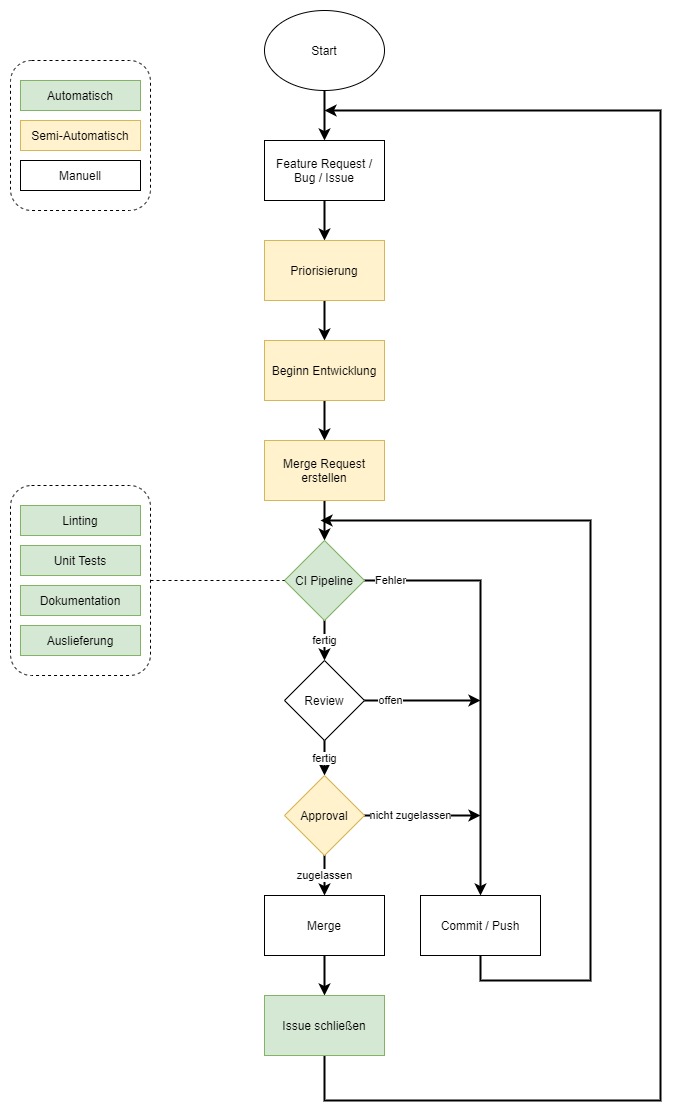 Start
Automatisch
Semi-Automatisch
Manuell
Feature Request /
Bug / Issue
Priorisierung
Beginn Entwicklung
Merge Request
erstellen
Linting
Unit Tests
Dokumentation
Auslieferung
CI Pipeline
Fehler
fertig
Review
offen
fertig
Approval
nicht zugelassen
zugelassen
Merge
Commit / Push
Issue schließen